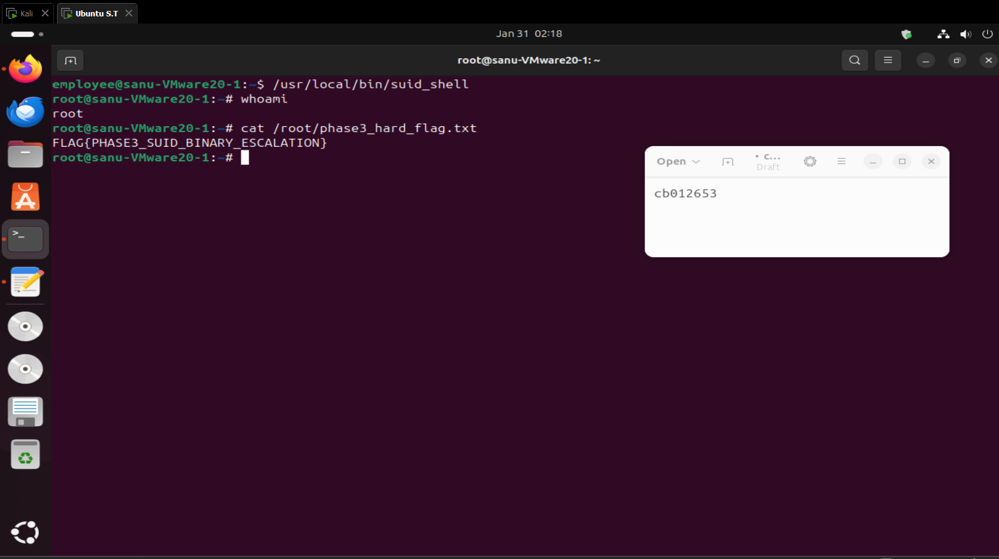 Kali
Ubuntu S.T
Jan 31 02:18
root@sanu-VMware20-1: ~
employee@sanu-VMware20-1:~$ /usr/local/bin/suid_shell
root@sanu-VMware20-1:~# whoami
root
root@sanu-VMware20-1:~# cat /root/phase3_hard_flag.txt
FLAG{PHASE3_SUID_BINARY_ESCALATION}
root@sanu-VMware20-1:~#
Open
• c...
Draft
cb012653